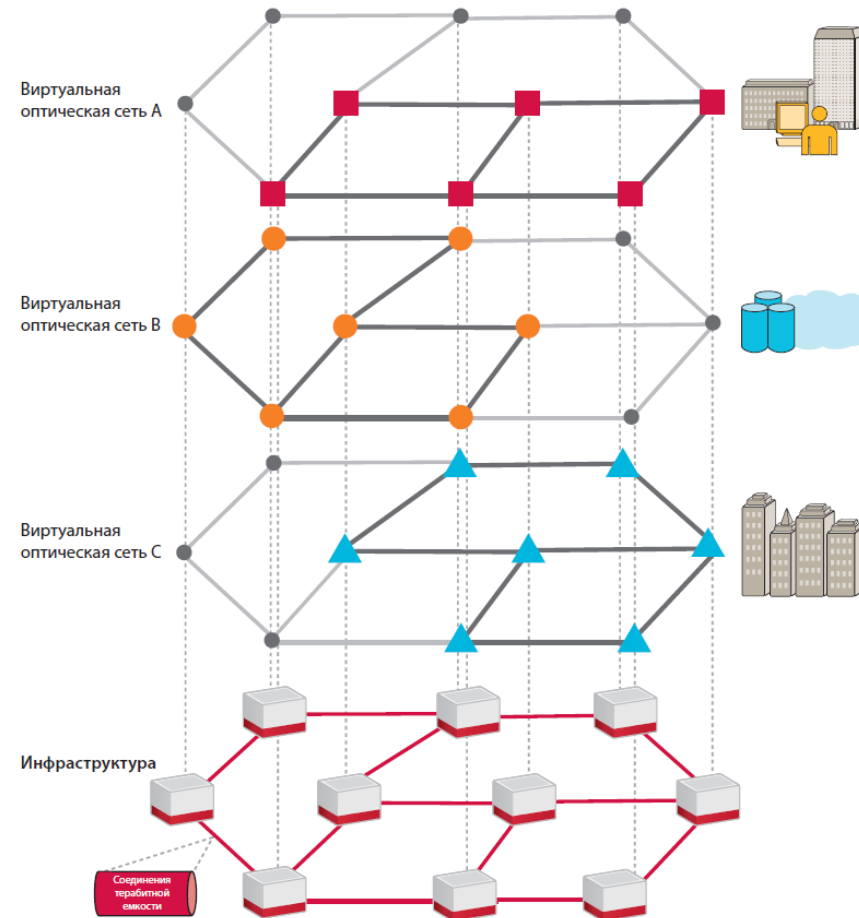 Виртуальная
оптическая сеть A
Виртуальная
оптическая сеть B
Виртуальная
оптическая сеть C
Инфраструктура
Соединения
терабитной
емкости